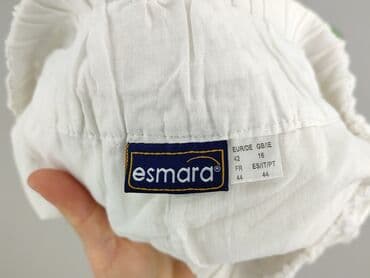 esmara®
EUR/DE GB/IE
42 16
FR ES/IT/PT
44 44